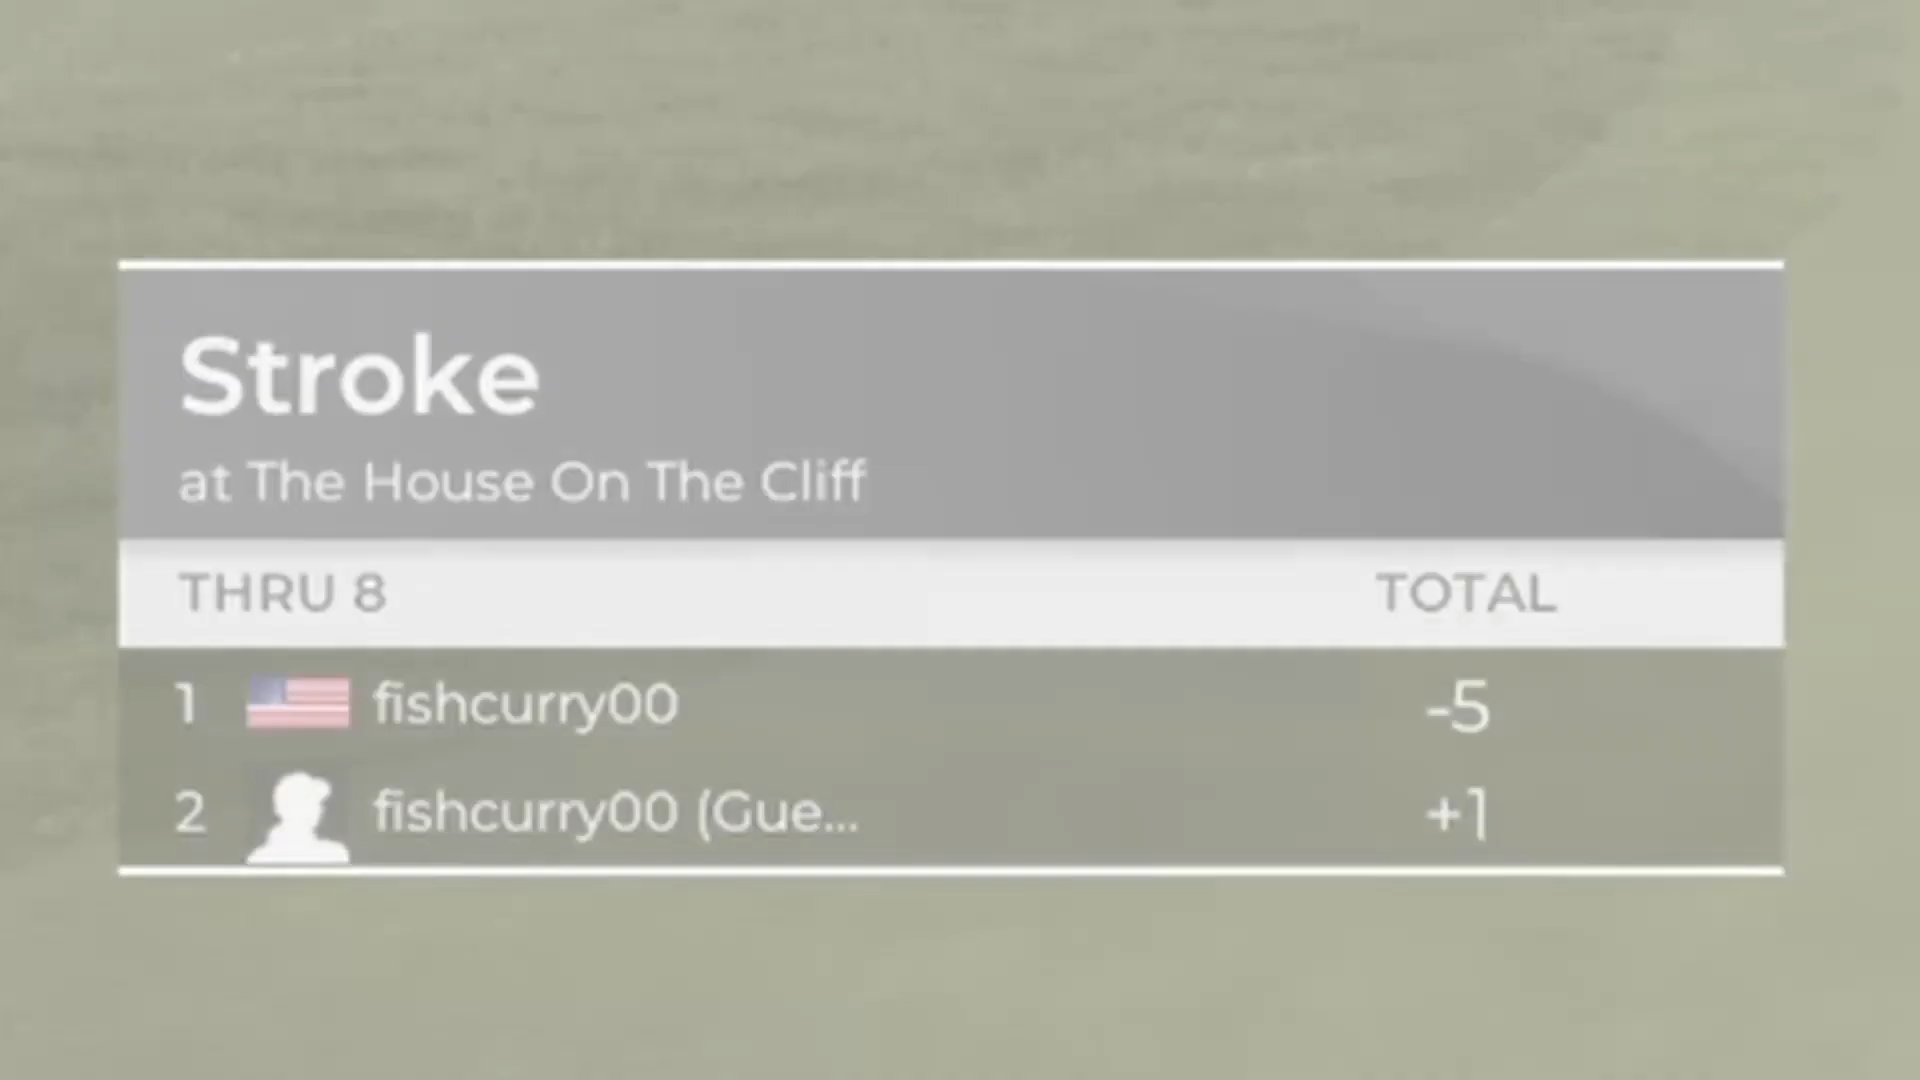 Stroke
at The House On The Cliff
THRU 8 TOTAL
1 fishcurry00 -5
2 fishcurry00 (Gue... +1